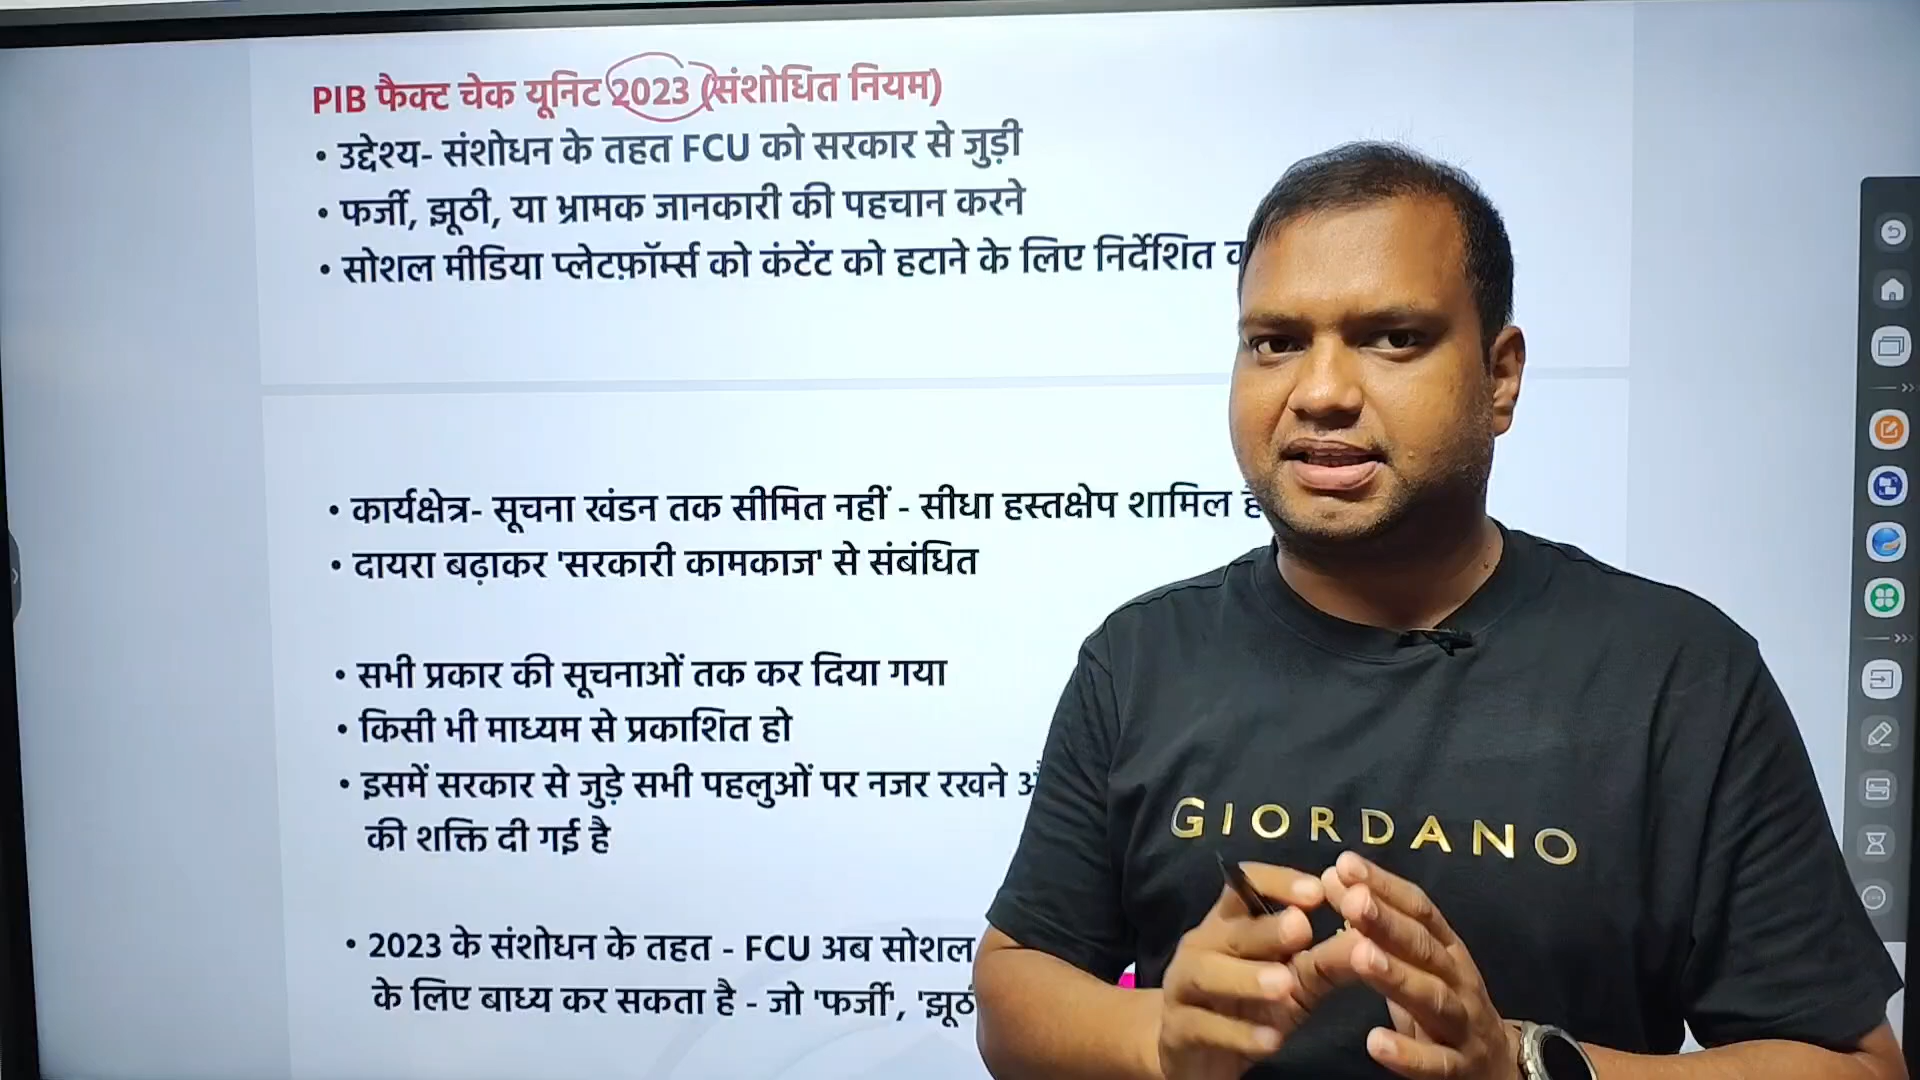 PIB फैक्ट चेक यूनिट 2023 (संशोधित नियम)
• उद्देश्य- संशोधन के तहत FCU को सरकार से जुड़ी
• फर्जी, झूठी, या भ्रामक जानकारी की पहचान करने
• सोशल मीडिया प्लेटफ़ॉर्म्स को कंटेंट को हटाने के लिए निर्देशित
• कार्यक्षेत्र- सूचना खंडन तक सीमित नहीं - सीधा हस्तक्षेप शामिल
• दायरा बढ़ाकर 'सरकारी कामकाज' से संबंधित
• सभी प्रकार की सूचनाओं तक कर दिया गया
• किसी भी माध्यम से प्रकाशित हो
• इसमें सरकार से जुड़े सभी पहलुओं पर नजर रखने
की शक्ति दी गई है
• 2023 के संशोधन के तहत - FCU अब सोशल
के लिए बाध्य कर सकता है - जो 'फर्जी',
GIORDANO